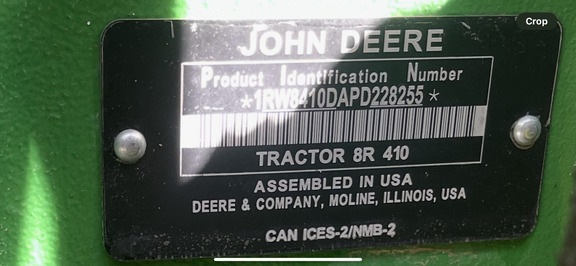 Crop
JOHN DEERE
Product Identification Number
*1RW8410DAPD228255*
TRACTOR 8R 410
ASSEMBLED IN USA
DEERE & COMPANY, MOLINE, ILLINOIS, USA
CAN ICES-2/NMB-2